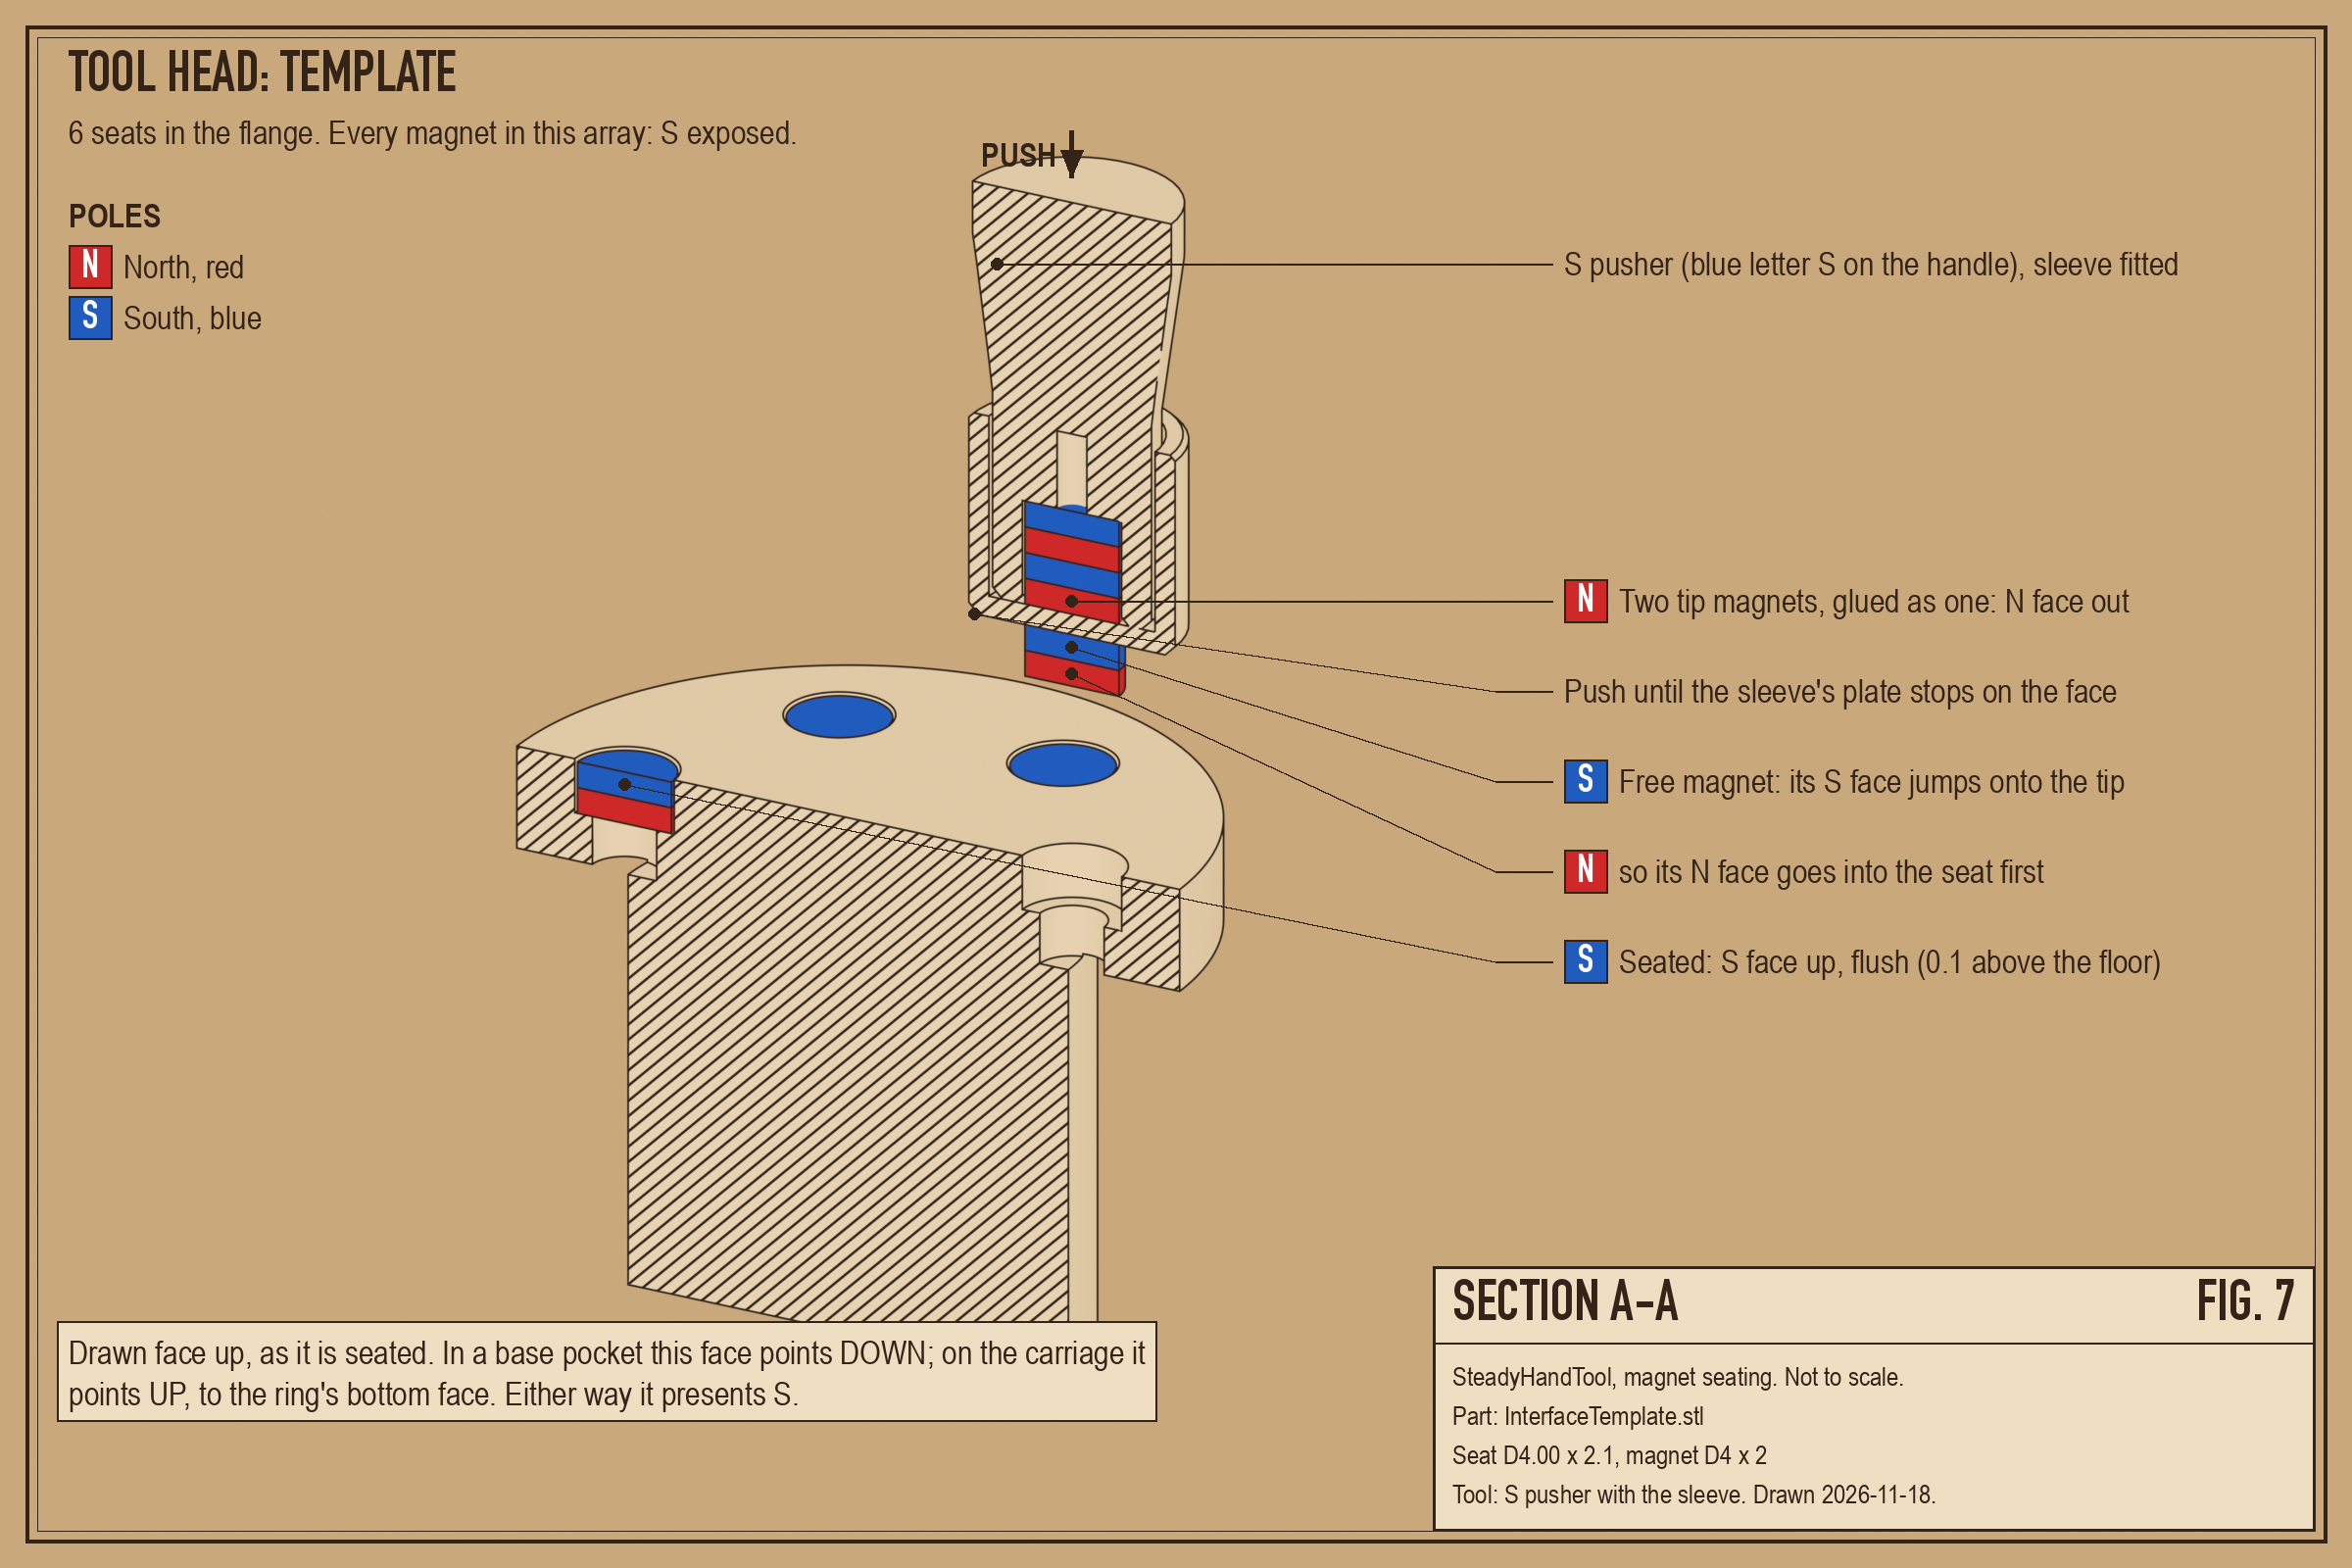 TOOL HEAD: TEMPLATE
6 seats in the flange. Every magnet in this array: S exposed.
POLES
N North, red
S South, blue
PUSH
S pusher (blue letter S on the handle), sleeve fitted
N Two tip magnets, glued as one: N face out
Push until the sleeve's plate stops on the face
S Free magnet: its S face jumps onto the tip
N so its N face goes into the seat first
S Seated: S face up, flush (0.1 above the floor)
Drawn face up, as it is seated. In a base pocket this face points DOWN; on the carriage it
points UP, to the ring's bottom face. Either way it presents S.
SECTION A-A FIG. 7
SteadyHandTool, magnet seating. Not to scale.
Part: InterfaceTemplate.stl
Seat D4.00 x 2.1, magnet D4 x 2
Tool: S pusher with the sleeve. Drawn 2026-11-18.